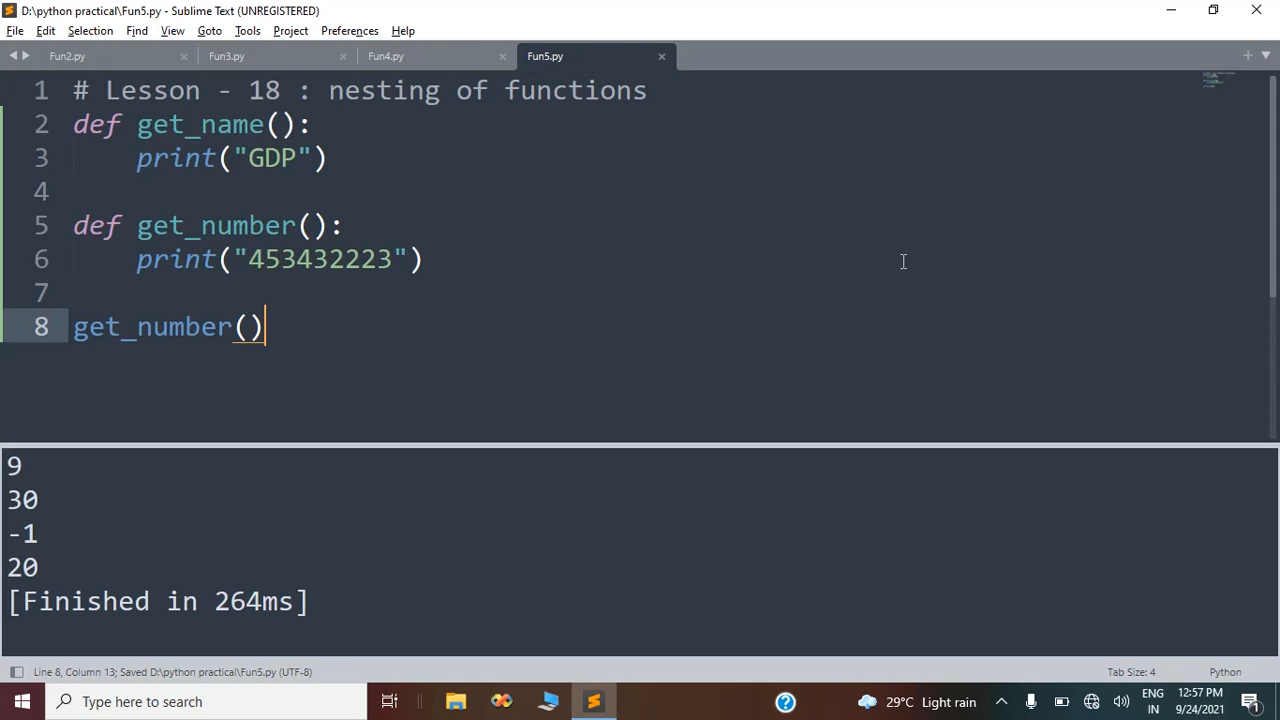 D:\python practical\Fun5.py - Sublime Text (UNREGISTERED)
File Edit Selection Find View Goto Tools Project Preferences Help
Fun2.py × Fun3.py × Fun4.py × Fun5.py ×
1 # Lesson - 18 : nesting of functions
2 def get_name():
3     print("GDP")
4
5 def get_number():
6     print("453432223")
7
8 get_number()
9
30
-1
20
[Finished in 264ms]
Line 8, Column 13; Saved D:\python practical\Fun5.py (UTF-8) Tab Size: 4 Python
Type here to search 29°C Light rain ENG IN 12:57 PM 9/24/2021 1